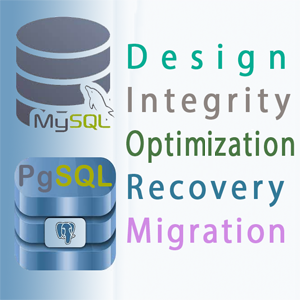 Design
Integrity
MySQL
Optimization
PgSQL
Recovery
Migration